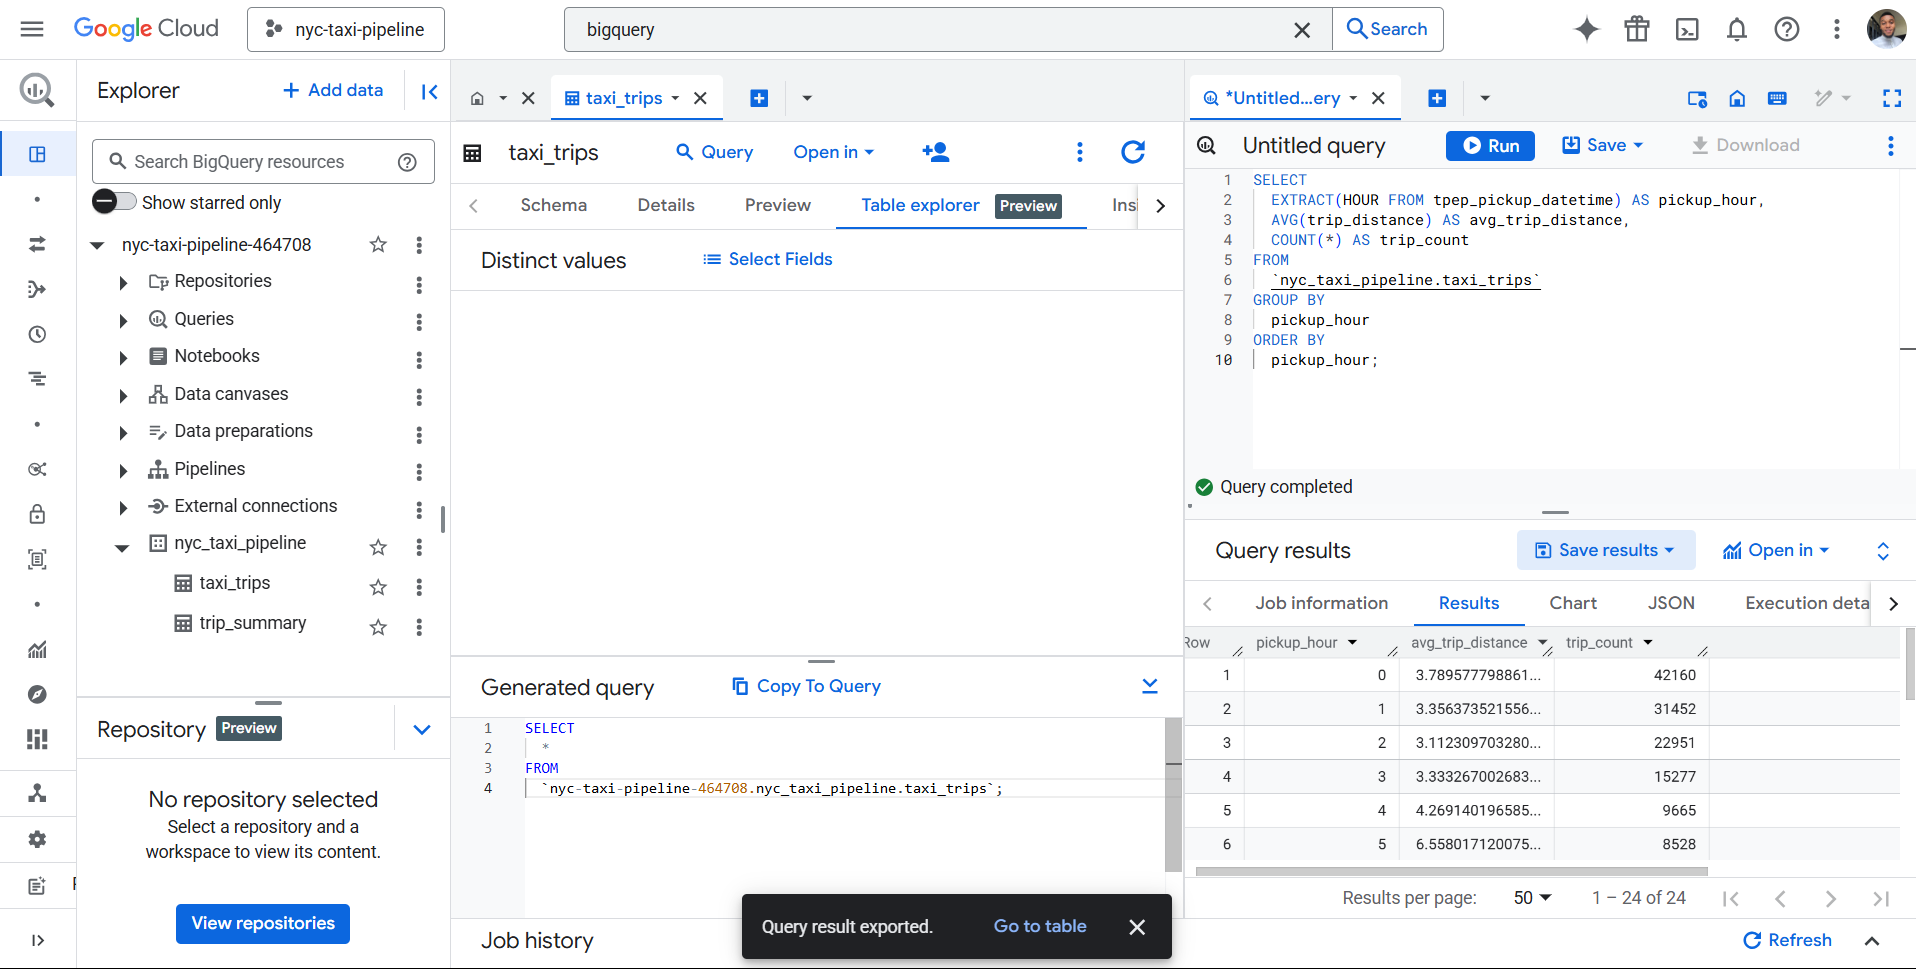 Google Cloud
nyc-taxi-pipeline
bigquery
Search
Explorer
Add data
Search BigQuery resources
Show starred only
nyc-taxi-pipeline-464708
Repositories
Queries
Notebooks
Data canvases
Data preparations
Pipelines
External connections
nyc_taxi_pipeline
taxi_trips
trip_summary
Repository Preview
No repository selected
Select a repository and a
workspace to view its content.
View repositories
taxi_trips
taxi_trips
Query
Open in
Schema
Details
Preview
Table explorer Preview
Insi
Distinct values
Select Fields
Generated query
Copy To Query
1 SELECT
2 *
3 FROM
4 `nyc-taxi-pipeline-464708.nyc_taxi_pipeline.taxi_trips`;
Job history
Query result exported.
Go to table
*Untitled...ery
Untitled query
Run
Save
Download
1 SELECT
2 EXTRACT(HOUR FROM tpep_pickup_datetime) AS pickup_hour,
3 AVG(trip_distance) AS avg_trip_distance,
4 COUNT(*) AS trip_count
5 FROM
6 `nyc_taxi_pipeline.taxi_trips`
7 GROUP BY
8 pickup_hour
9 ORDER BY
10 pickup_hour;
Query completed
Query results
Save results
Open in
Job information
Results
Chart
JSON
Execution deta
Row pickup_hour avg_trip_distance trip_count
1 0 3.789577798861... 42160
2 1 3.356373521556... 31452
3 2 3.112309703280... 22951
4 3 3.333267002683... 15277
5 4 4.269140196585... 9665
6 5 6.558017120075... 8528
Results per page: 50 1 – 24 of 24
Refresh